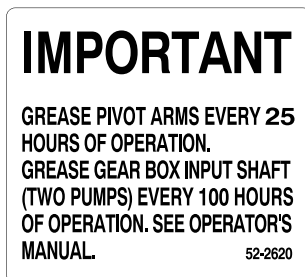 IMPORTANT
GREASE PIVOT ARMS EVERY 25
HOURS OF OPERATION.
GREASE GEAR BOX INPUT SHAFT
(TWO PUMPS) EVERY 100 HOURS
OF OPERATION. SEE OPERATOR'S
MANUAL. 52-2620